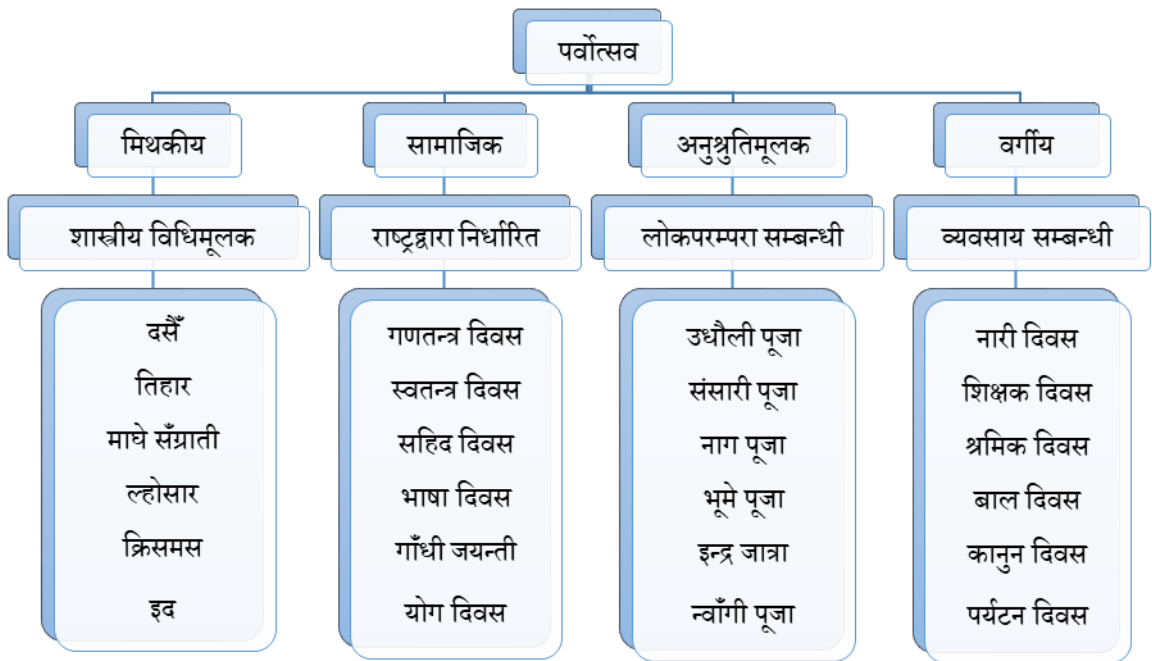 पर्वोत्सव
मिथकीय
सामाजिक
अनुश्रुतिमूलक
वर्गीय
शास्त्रीय विधिमूलक
राष्ट्रद्वारा निर्धारित
लोकपरम्परा सम्बन्धी
व्यवसाय सम्बन्धी
दसैँ
तिहार
माघे सँग्राती
ल्होसार
क्रिसमस
इद
गणतन्त्र दिवस
स्वतन्त्र दिवस
सहिद दिवस
भाषा दिवस
गाँधी जयन्ती
योग दिवस
उधौली पूजा
संसारी पूजा
नाग पूजा
भूमे पूजा
इन्द्र जात्रा
न्वाँगी पूजा
नारी दिवस
शिक्षक दिवस
श्रमिक दिवस
बाल दिवस
कानुन दिवस
पर्यटन दिवस